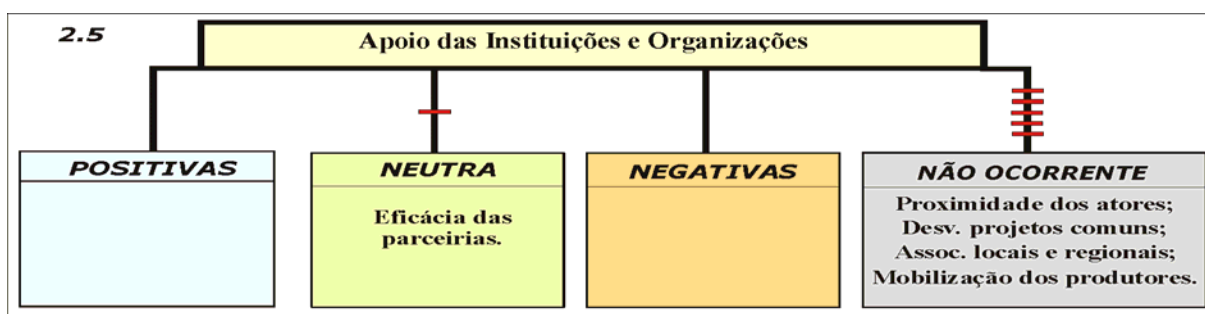 2.5
Apoio das Instituições e Organizações
POSITIVAS
NEUTRA
Eficácia das
parceirias.
NEGATIVAS
NÃO OCORRENTE
Proximidade dos atores;
Desv. projetos comuns;
Assoc. locais e regionais;
Mobilização dos produtores.